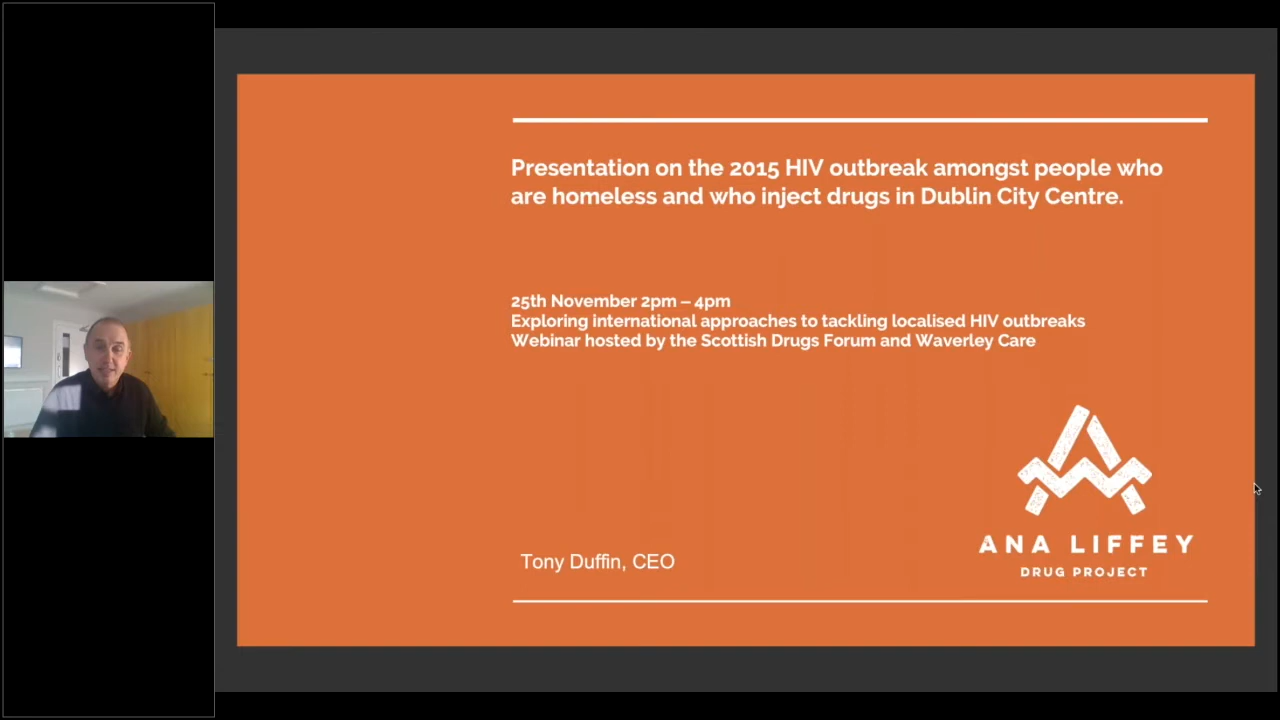 Presentation on the 2015 HIV outbreak amongst people who
are homeless and who inject drugs in Dublin City Centre.
25th November 2pm – 4pm
Exploring international approaches to tackling localised HIV outbreaks
Webinar hosted by the Scottish Drugs Forum and Waverley Care
Tony Duffin, CEO
ANA LIFFEY
DRUG PROJECT